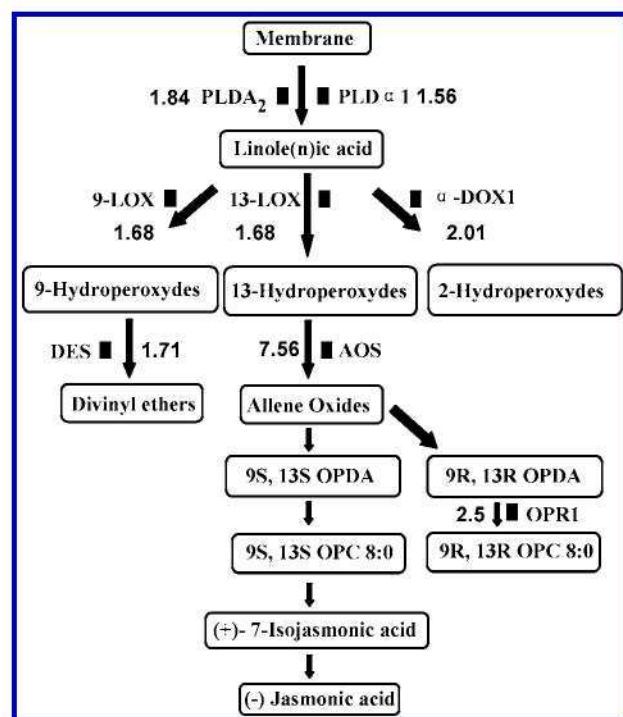 Membrane
1.84 PLDA2 PLD α1 1.56
Linole(n)ic acid
9-LOX 13-LOX α-DOX1
1.68 1.68 2.01
9-Hydroperoxydes 13-Hydroperoxydes 2-Hydroperoxydes
DES 1.71 7.56 AOS
Divinyl ethers Allene Oxides
9S, 13S OPDA 9R, 13R OPDA
2.5 OPR1
9S, 13S OPC 8:0 9R, 13R OPC 8:0
(+)- 7-Isojasmonic acid
(-) Jasmonic acid